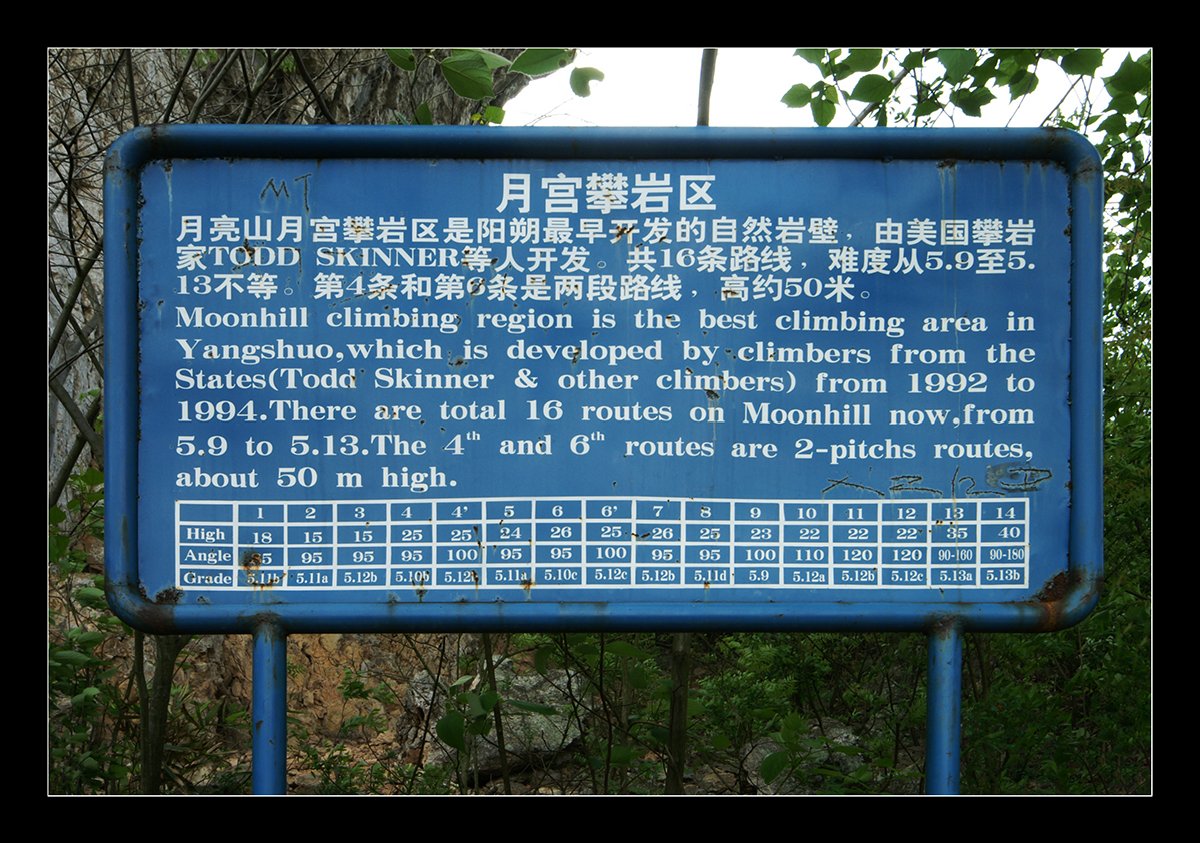 MT
月宫攀岩区
月亮山月宫攀岩区是阳朔最早开发的自然岩壁，由美国攀岩
家TODD SKINNER等人开发。共16条路线，难度从5.9至5.
13不等。第4条和第6条是两段路线，高约50米。
Moonhill climbing region is the best climbing area in
Yangshuo,which is developed by climbers from the
States(Todd Skinner & other climbers) from 1992 to
1994.There are total 16 routes on Moonhill now,from
5.9 to 5.13.The 4th and 6th routes are 2-pitchs routes,
about 50 m high.
1 2 3 4 4' 5 6 6' 7 8 9 10 11 12 13 14
High 18 15 15 25 25 24 26 25 26 25 23 22 22 22 35 40
Angle 85 95 95 95 100 95 95 100 95 95 100 110 120 120 90-160 90-180
Grade 5.11b 5.11a 5.12b 5.10b 5.11a 5.10c 5.12c 5.12b 5.11d 5.9 5.12a 5.12b 5.12c 5.13a 5.13b